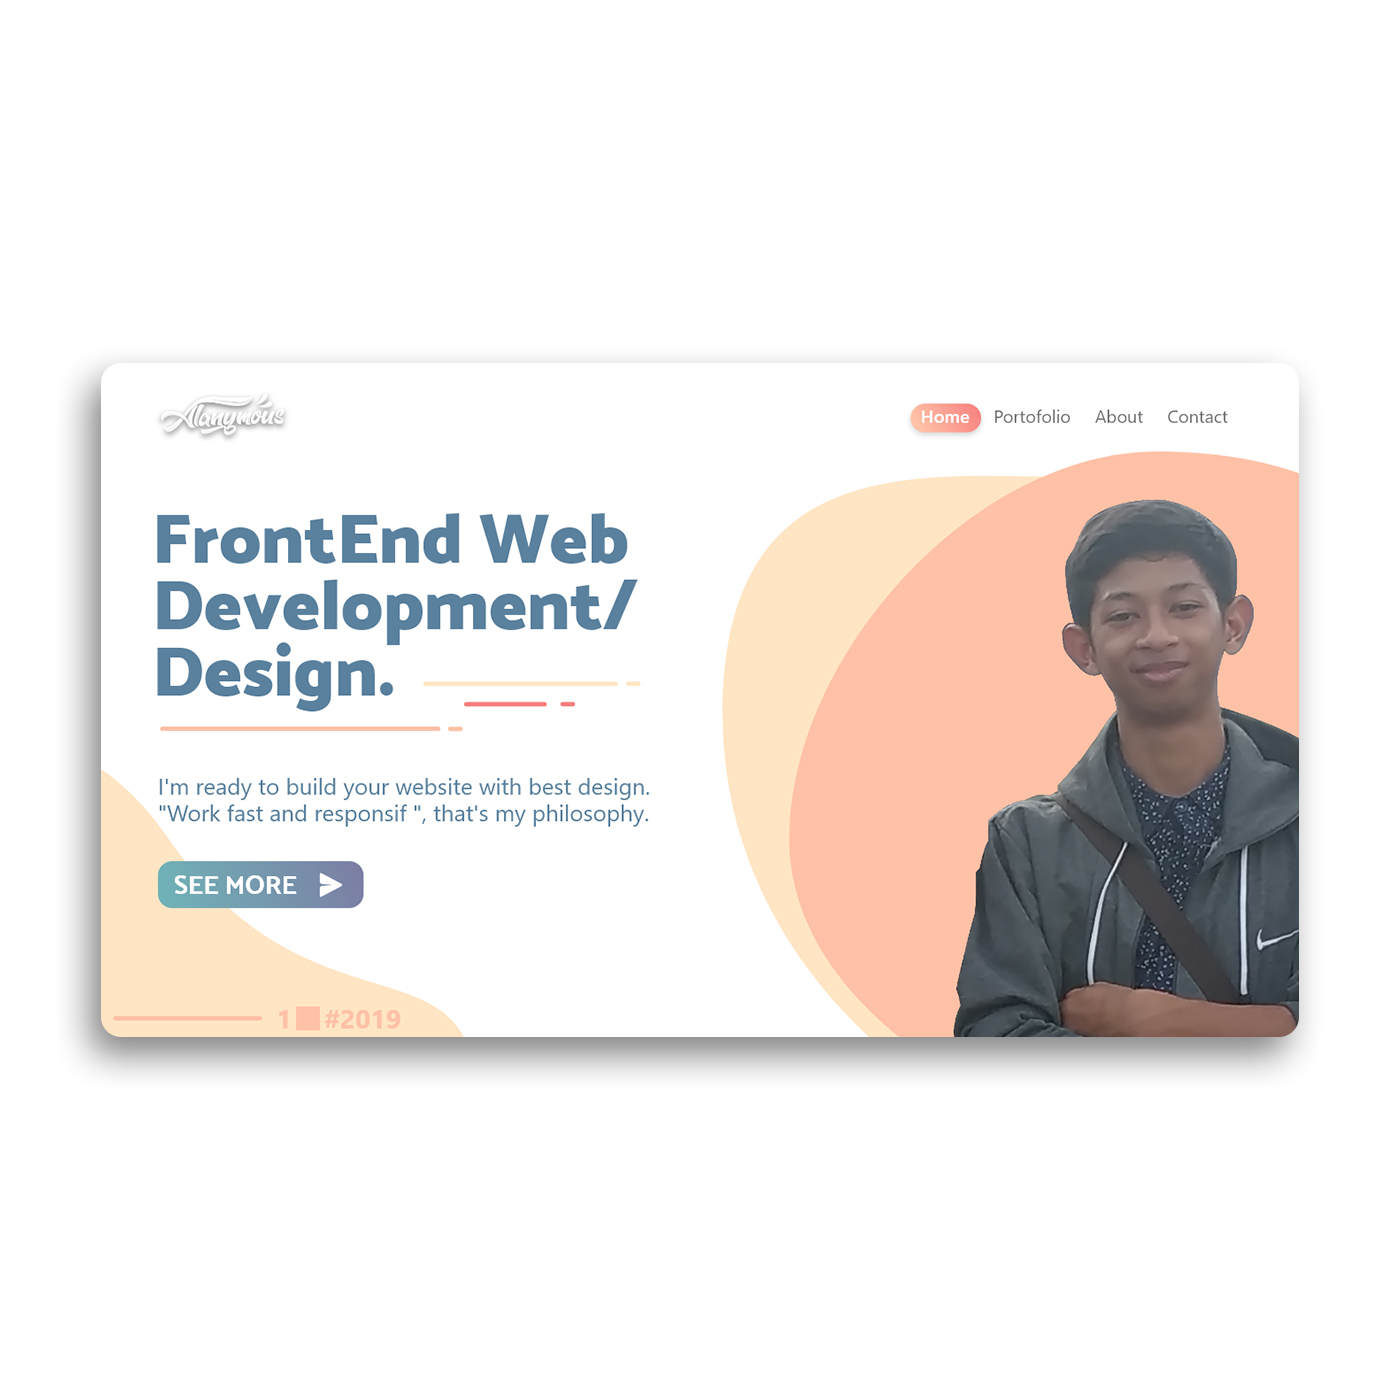 Alanymous
Home Portofolio About Contact
FrontEnd Web
Development/
Design.
I'm ready to build your website with best design.
"Work fast and responsif ", that's my philosophy.
SEE MORE
1 #2019